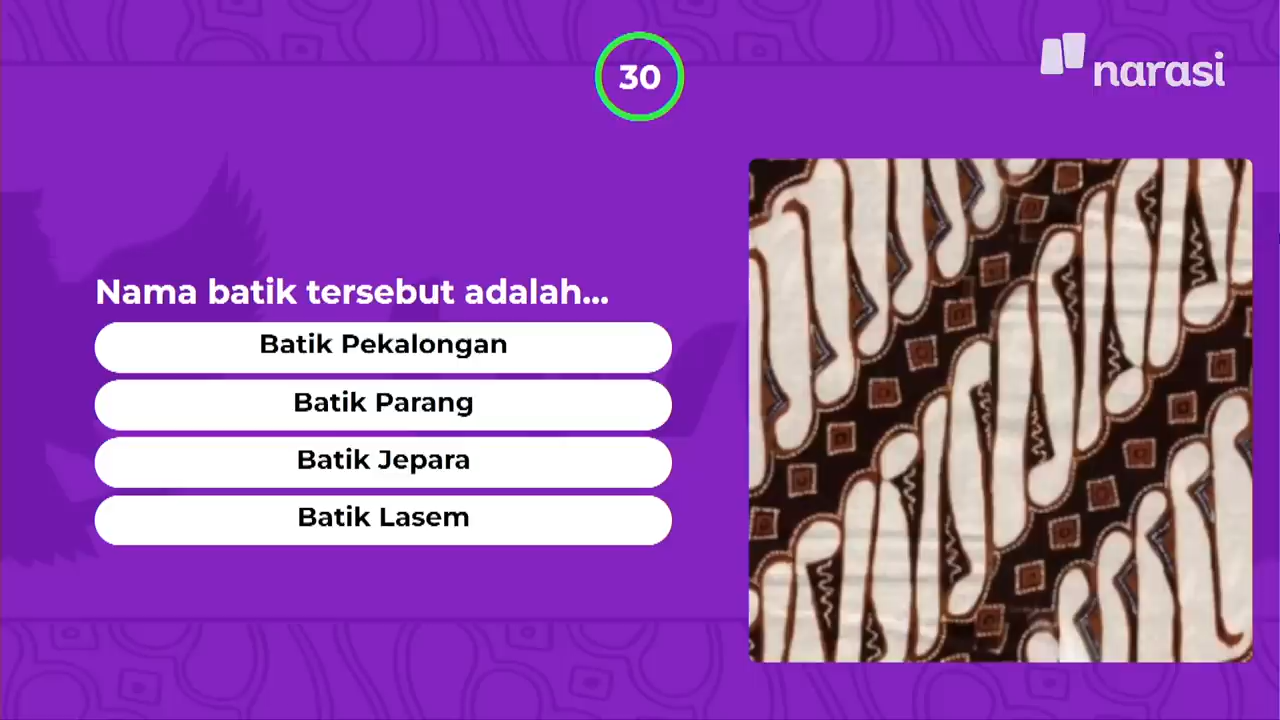 30
narasi
Nama batik tersebut adalah...
Batik Pekalongan
Batik Parang
Batik Jepara
Batik Lasem